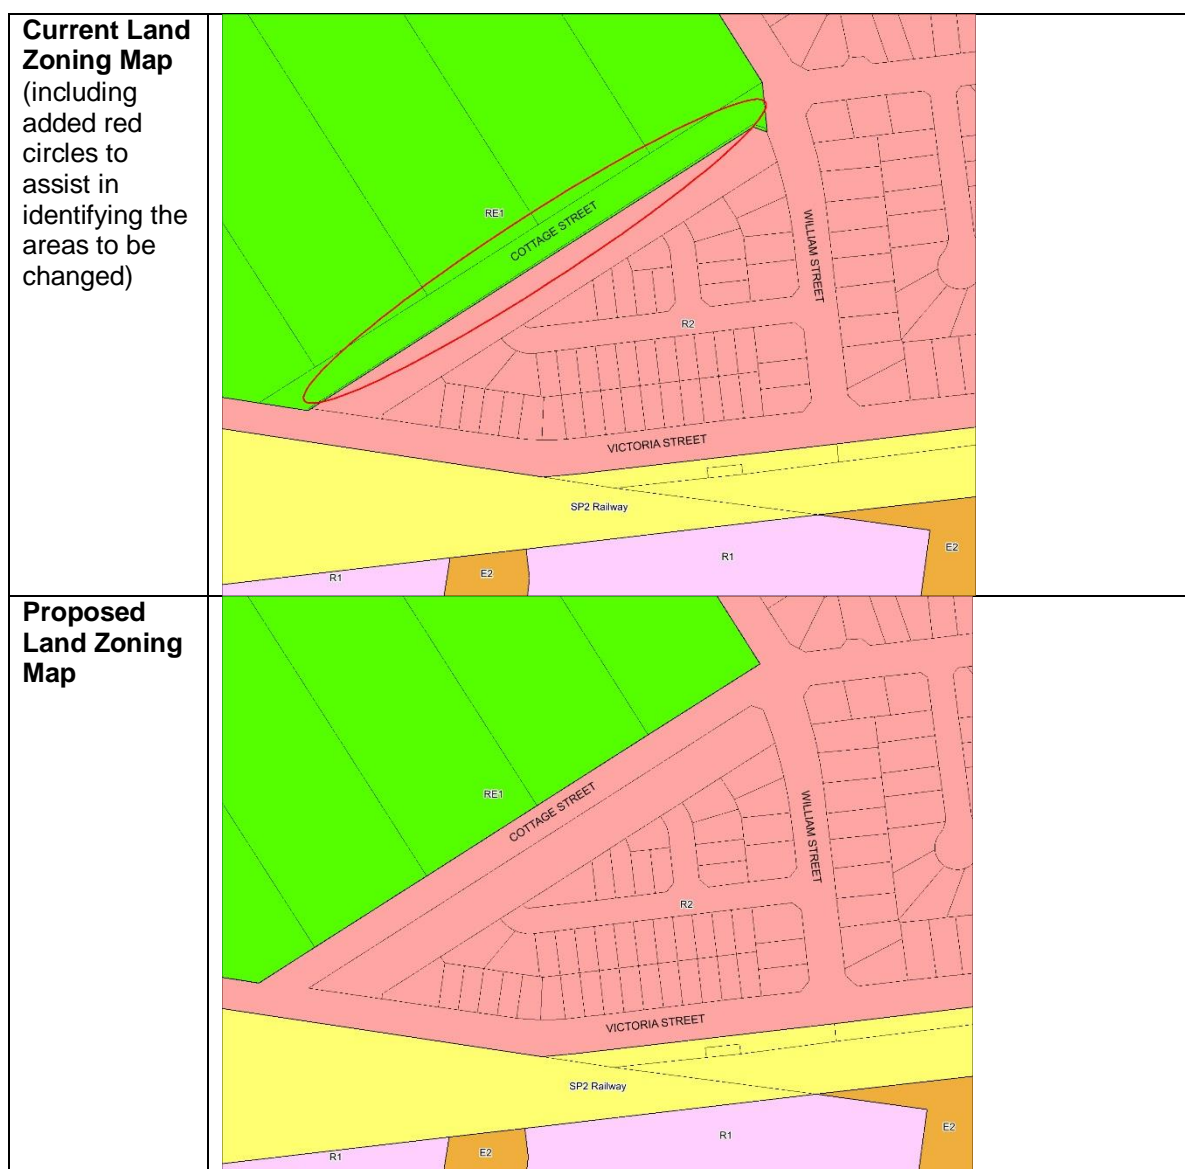 Current Land
Zoning Map
(including
added red
circles to
assist in
identifying the
areas to be
changed)
RE1
COTTAGE STREET
WILLIAM STREET
R2
VICTORIA STREET
SP2 Railway
R1
E2
R1
E2
Proposed
Land Zoning
Map
RE1
COTTAGE STREET
WILLIAM STREET
R2
VICTORIA STREET
SP2 Railway
R1
E2
R1
E2